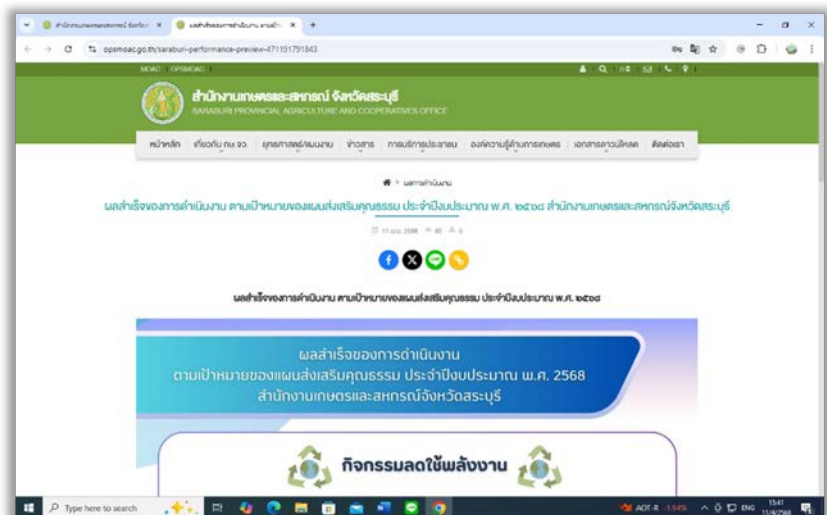 opsmoac.go.th/saraburi-performance-preview-471191791843
MOAC OPSMOAC
สำนักงานเกษตรและสหกรณ์ จังหวัดสระบุรี
SARABURI PROVINCIAL AGRICULTURE AND COOPERATIVES OFFICE
หน้าหลัก เกี่ยวกับ กษ.จว. ยุทธศาสตร์/แผนงาน ข่าวสาร การบริการประชาชน องค์ความรู้ด้านการเกษตร เอกสารดาวน์โหลด ติดต่อเรา
ผลการดำเนินงาน
ผลสำเร็จของการดำเนินงาน ตามเป้าหมายของแผนส่งเสริมคุณธรรม ประจำปีงบประมาณ พ.ศ. ๒๕๖๘ สำนักงานเกษตรและสหกรณ์จังหวัดสระบุรี
11 เม.ย. 2568
ผลสำเร็จของการดำเนินงาน ตามเป้าหมายของแผนส่งเสริมคุณธรรม ประจำปีงบประมาณ พ.ศ. ๒๕๖๘
ผลสำเร็จของการดำเนินงาน
ตามเป้าหมายของแผนส่งเสริมคุณธรรม ประจำปีงบประมาณ พ.ศ. 2568
สำนักงานเกษตรและสหกรณ์จังหวัดสระบุรี
กิจกรรมลดใช้พลังงาน
Type here to search
AOT-R -1.94% ENG 15:41
11/4/2568